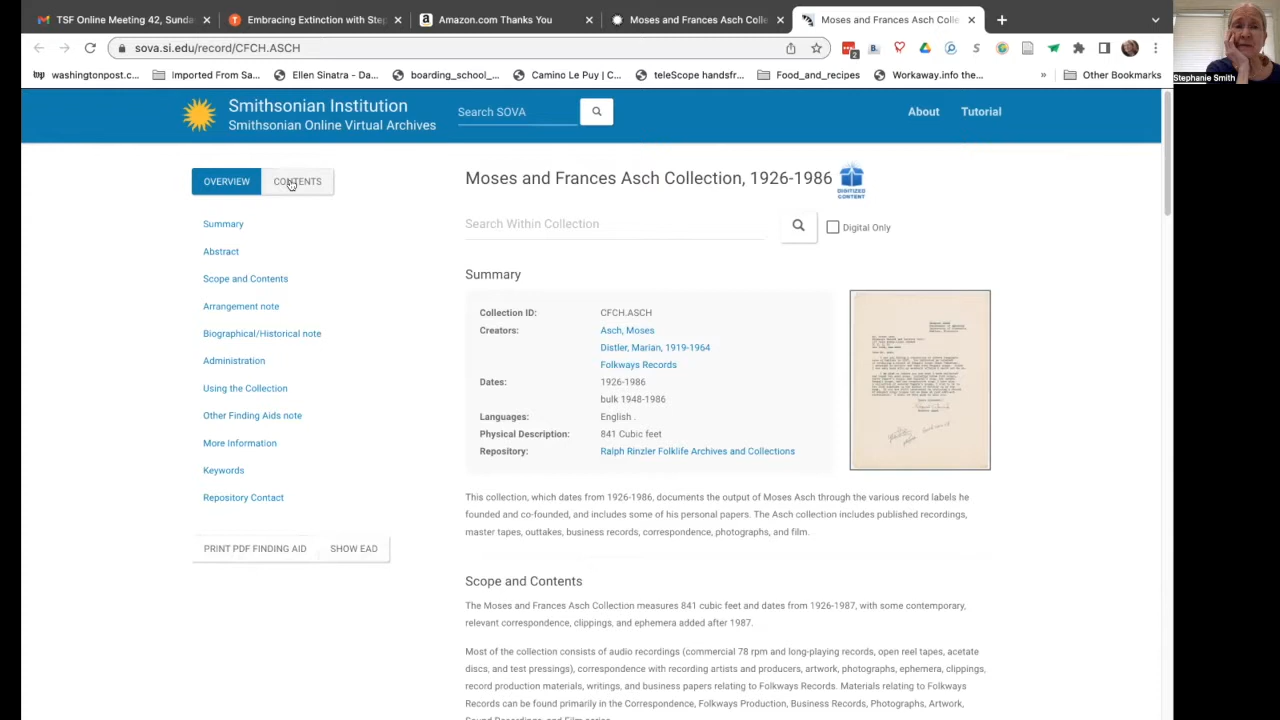 TSF Online Meeting 42, Sunda
Embracing Extinction with Step
Amazon.com Thanks You
Moses and Frances Asch Colle
Moses and Frances Asch Colle
sova.si.edu/record/CFCH.ASCH
2
Stephanie Smith
washingtonpost.c...
Imported From Sa...
Ellen Sinatra - Da...
boarding_school_...
Camino Le Puy | C...
teleScope handsfr...
Food_and_recipes
Workaway.info the...
»
Other Bookmarks
Smithsonian Institution
Smithsonian Online Virtual Archives
Search SOVA
About
Tutorial
OVERVIEW
CONTENTS
Summary
Abstract
Scope and Contents
Arrangement note
Biographical/Historical note
Administration
Using the Collection
Other Finding Aids note
More Information
Keywords
Repository Contact
PRINT PDF FINDING AID
SHOW EAD
Moses and Frances Asch Collection, 1926-1986
DIGITIZED
CONTENT
Search Within Collection
Digital Only
Summary
Collection ID: CFCH.ASCH
Creators: Asch, Moses
Distler, Marian, 1919-1964
Folkways Records
Dates: 1926-1986
bulk 1948-1986
Languages: English .
Physical Description: 841 Cubic feet
Repository: Ralph Rinzler Folklife Archives and Collections
This collection, which dates from 1926-1986, documents the output of Moses Asch through the various record labels he
founded and co-founded, and includes some of his personal papers. The Asch collection includes published recordings,
master tapes, outtakes, business records, correspondence, photographs, and film.
Scope and Contents
The Moses and Frances Asch Collection measures 841 cubic feet and dates from 1926-1987, with some contemporary,
relevant correspondence, clippings, and ephemera added after 1987.
Most of the collection consists of audio recordings (commercial 78 rpm and long-playing records, open reel tapes, acetate
discs, and test pressings), correspondence with recording artists and producers, artwork, photographs, ephemera, clippings,
record production materials, writings, and business papers relating to Folkways Records. Materials relating to Folkways
Records can be found primarily in the Correspondence, Folkways Production, Business Records, Photographs, Artwork,
Sound Recordings, and Film series